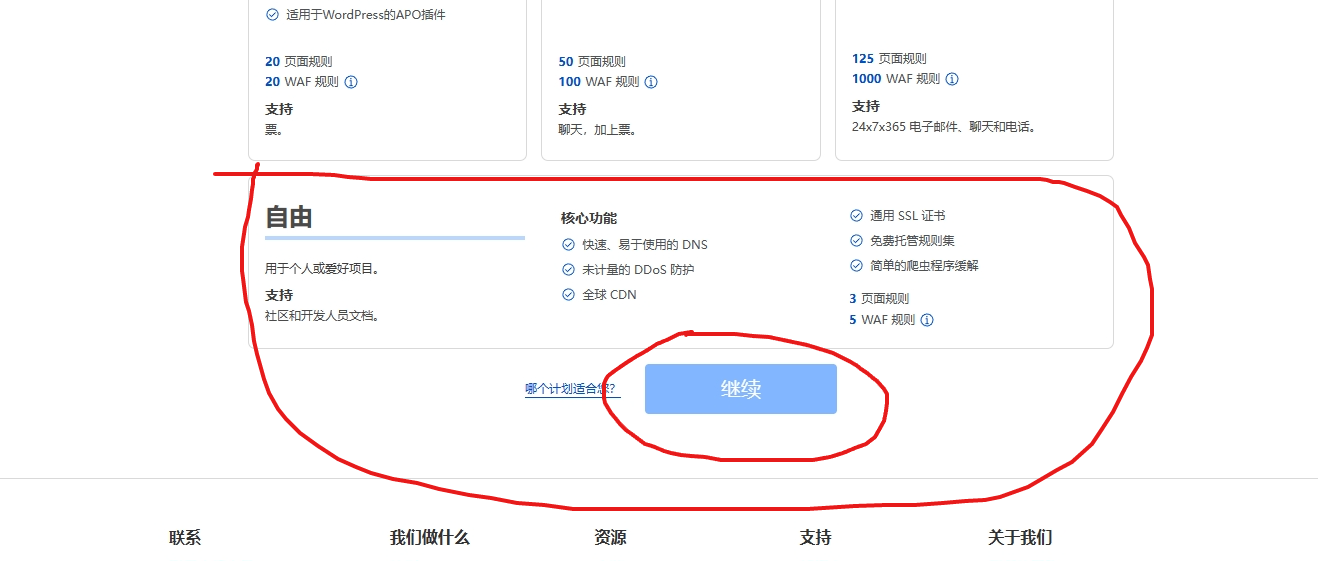 适用于WordPress的APO插件
20 页面规则
20 WAF 规则
支持
票。
50 页面规则
100 WAF 规则
支持
聊天，加上票。
125 页面规则
1000 WAF 规则
支持
24x7x365 电子邮件、聊天和电话。
自由
用于个人或爱好项目。
支持
社区和开发人员文档。
核心功能
快速、易于使用的 DNS
未计量的 DDoS 防护
全球 CDN
通用 SSL 证书
免费托管规则集
简单的爬虫程序缓解
3 页面规则
5 WAF 规则
哪个计划适合您?
继续
联系
我们做什么
资源
支持
关于我们